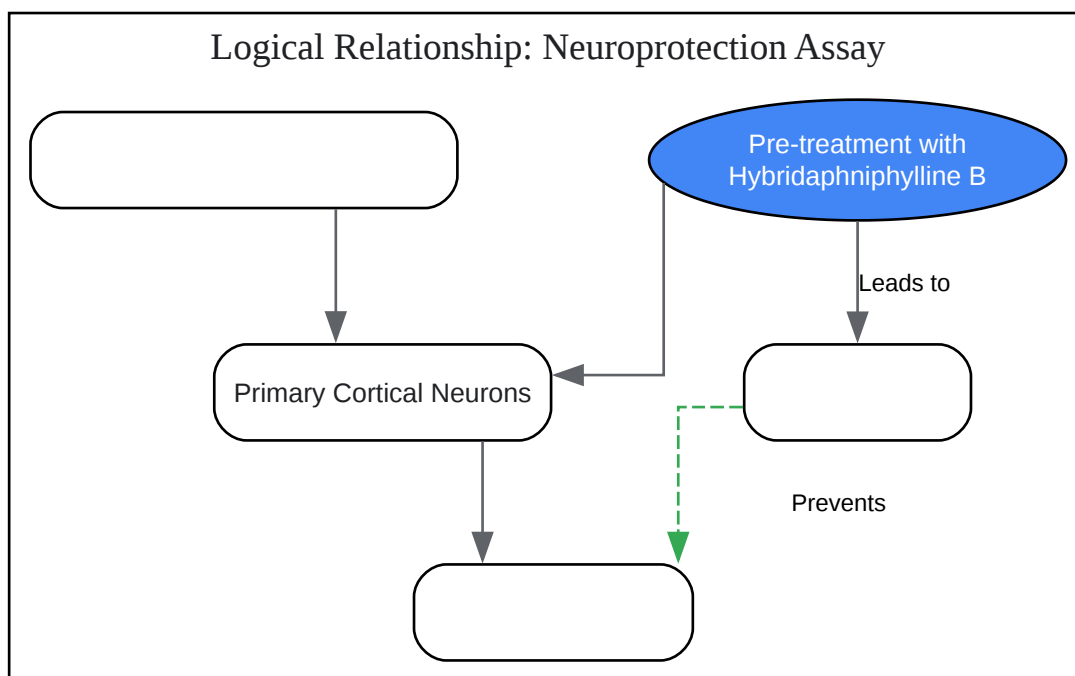 Logical Relationship: Neuroprotection Assay
Pre-treatment with
Hybridaphniphylline B
Leads to
Primary Cortical Neurons
Prevents